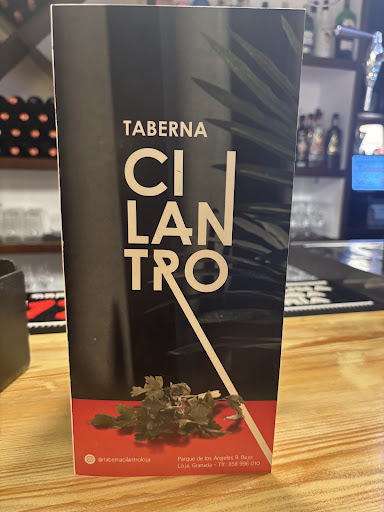 TABERNA
CI
LAN
TRO
@tabernacilantroloja
Parque de los Angeles 9. Bajo
Loja, Granada - Tlf: 858 996 010